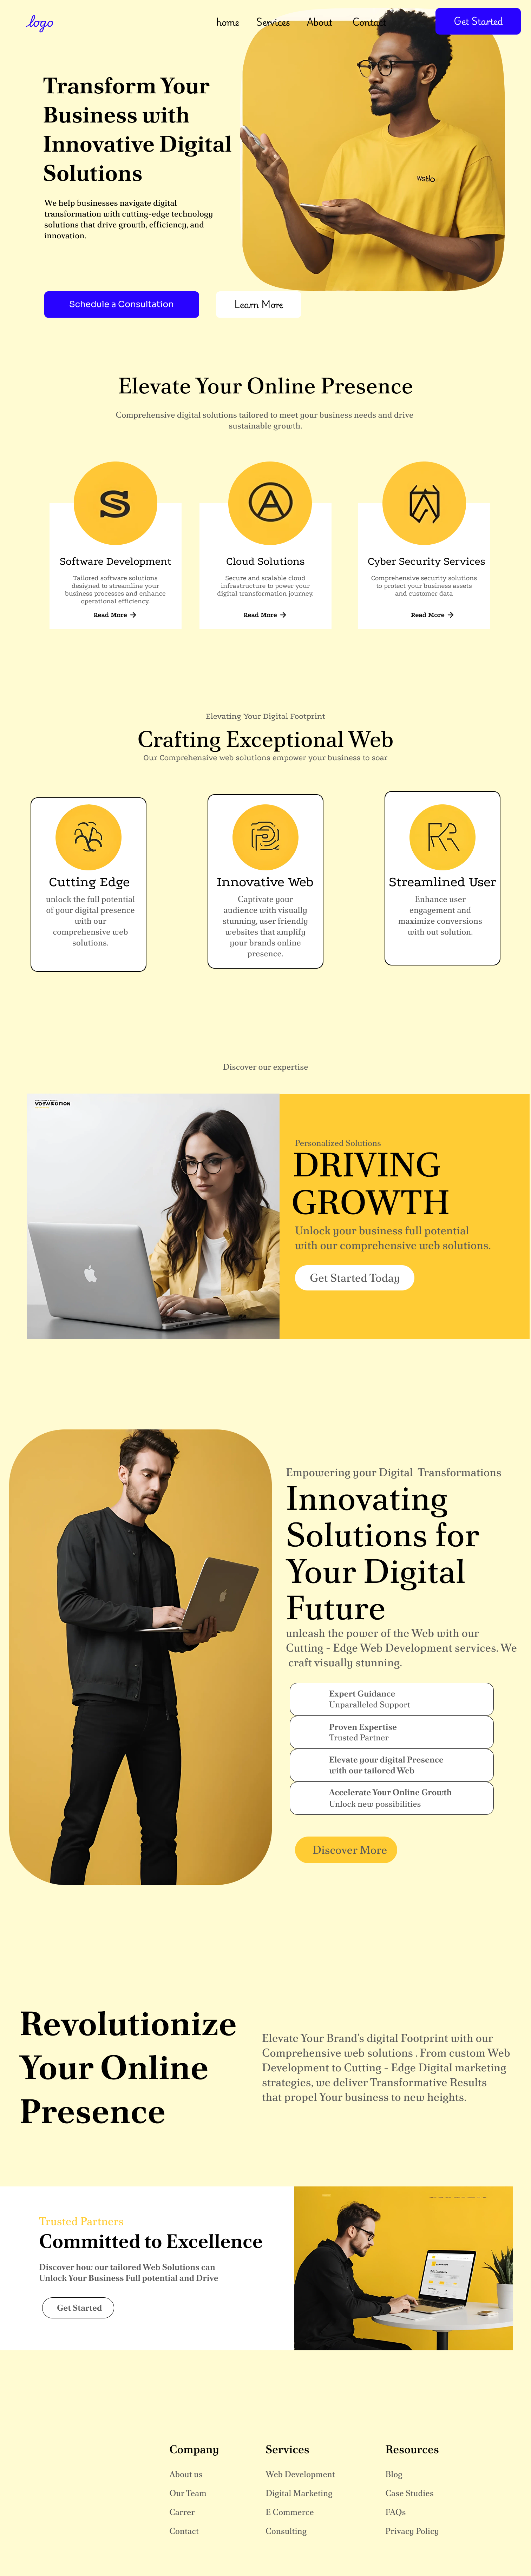 logo
home Services About Contact
Get Started
Transform Your
Business with
Innovative Digital
Solutions
We help businesses navigate digital
transformation with cutting-edge technology
solutions that drive growth, efficiency, and
innovation.
Schedule a Consultation
Learn More
Elevate Your Online Presence
Comprehensive digital solutions tailored to meet your business needs and drive
sustainable growth.
Software Development
Tailored software solutions
designed to streamline your
business processes and enhance
operational efficiency.
Read More →
Cloud Solutions
Secure and scalable cloud
infrastructure to power your
digital transformation journey.
Read More →
Cyber Security Services
Comprehensive security solutions
to protect your business assets
and customer data
Read More →
Elevating Your Digital Footprint
Crafting Exceptional Web
Our Comprehensive web solutions empower your business to soar
Cutting Edge
unlock the full potential
of your digital presence
with our
comprehensive web
solutions.
Innovative Web
Captivate your
audience with visually
stunning, user friendly
websites that amplify
your brands online
presence.
Streamlined User
Enhance user
engagement and
maximize conversions
with out solution.
Discover our expertise
Personalized Solutions
DRIVING
GROWTH
Unlock your business full potential
with our comprehensive web solutions.
Get Started Today
Empowering your Digital Transformations
Innovating
Solutions for
Your Digital
Future
unleash the power of the Web with our
Cutting - Edge Web Development services. We
craft visually stunning.
Expert Guidance
Unparalleled Support
Proven Expertise
Trusted Partner
Elevate your digital Presence
with our tailored Web
Accelerate Your Online Growth
Unlock new possibilities
Discover More
Revolutionize
Your Online
Presence
Elevate Your Brand's digital Footprint with our
Comprehensive web solutions . From custom Web
Development to Cutting - Edge Digital marketing
strategies, we deliver Transformative Results
that propel Your business to new heights.
Trusted Partners
Committed to Excellence
Discover how our tailored Web Solutions can
Unlock Your Business Full potential and Drive
Get Started
Company
About us
Our Team
Carrer
Contact
Services
Web Development
Digital Marketing
E Commerce
Consulting
Resources
Blog
Case Studies
FAQs
Privacy Policy